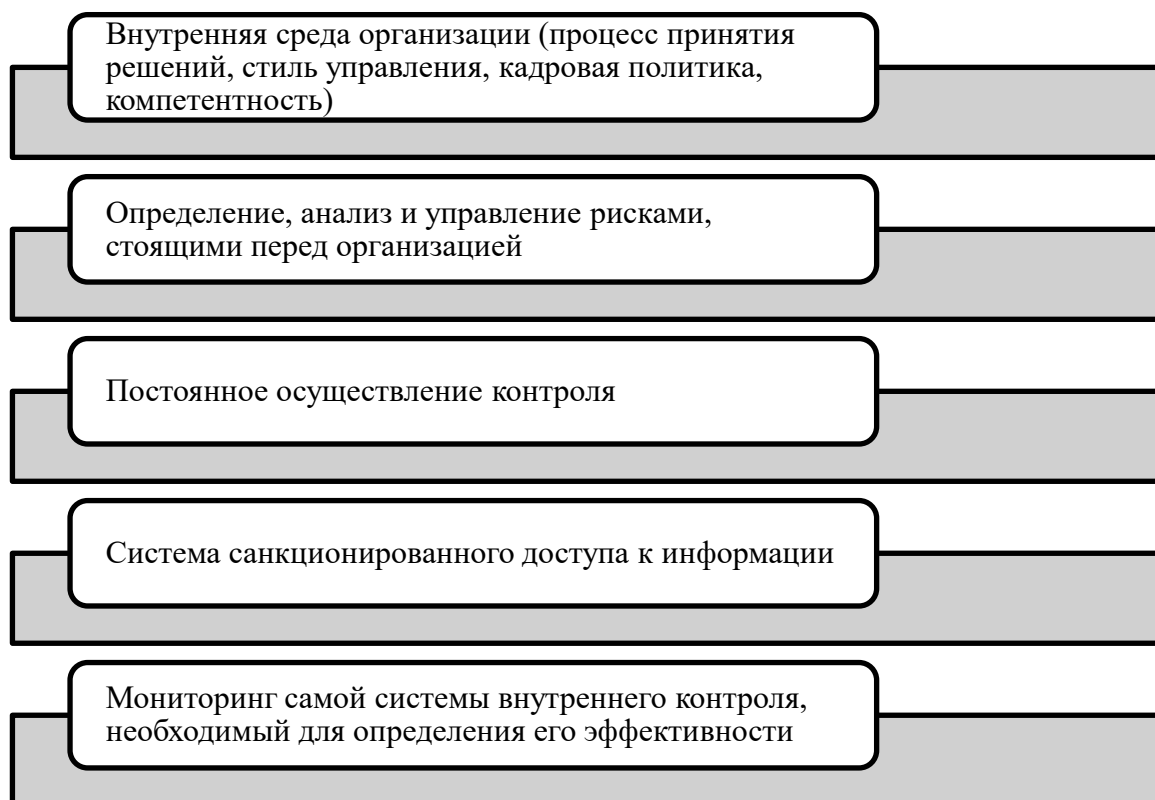 Внутренняя среда организации (процесс принятия
решений, стиль управления, кадровая политика,
компетентность)
Определение, анализ и управление рисками,
стоящими перед организацией
Постоянное осуществление контроля
Система санкционированного доступа к информации
Мониторинг самой системы внутреннего контроля,
необходимый для определения его эффективности